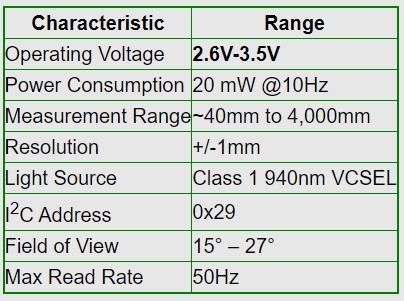 Characteristic Range
Operating Voltage 2.6V-3.5V
Power Consumption 20 mW @10Hz
Measurement Range ~40mm to 4,000mm
Resolution +/-1mm
Light Source Class 1 940nm VCSEL
I²C Address 0x29
Field of View 15° – 27°
Max Read Rate 50Hz